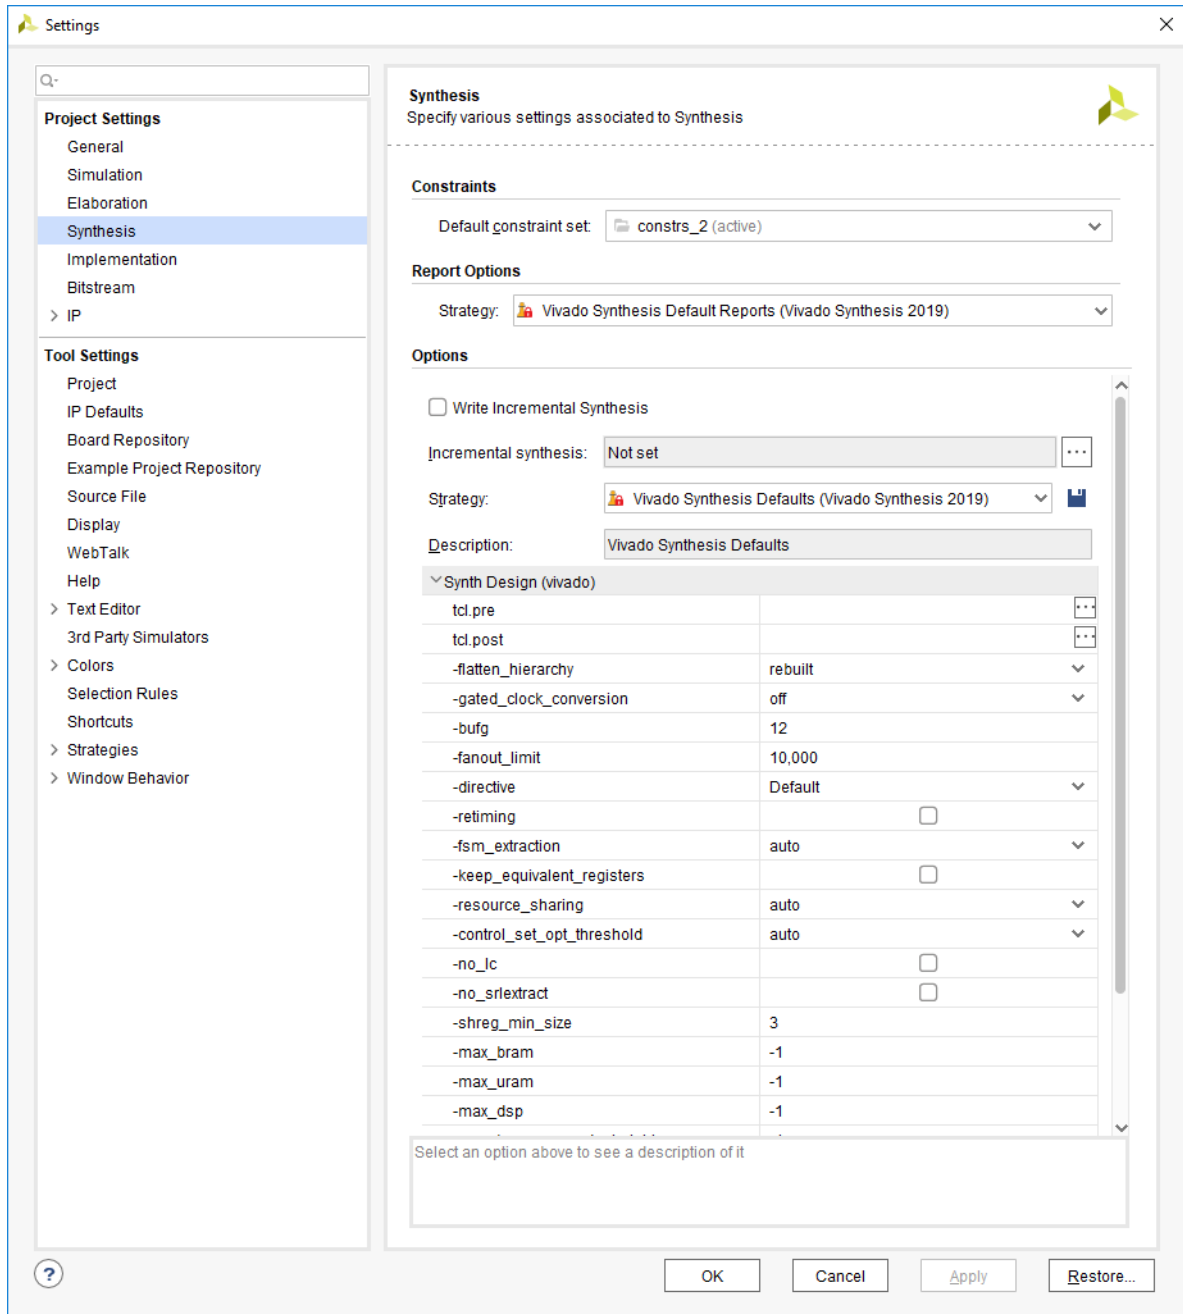 Settings
Project Settings
General
Simulation
Elaboration
Synthesis
Implementation
Bitstream
IP
Tool Settings
Project
IP Defaults
Board Repository
Example Project Repository
Source File
Display
WebTalk
Help
Text Editor
3rd Party Simulators
Colors
Selection Rules
Shortcuts
Strategies
Window Behavior
Synthesis
Specify various settings associated to Synthesis
Constraints
Default constraint set: constrs_2 (active)
Report Options
Strategy: Vivado Synthesis Default Reports (Vivado Synthesis 2019)
Options
Write Incremental Synthesis
Incremental synthesis: Not set ...
Strategy: Vivado Synthesis Defaults (Vivado Synthesis 2019)
Description: Vivado Synthesis Defaults
Synth Design (vivado)
tcl.pre ...
tcl.post ...
-flatten_hierarchy rebuilt
-gated_clock_conversion off
-bufg 12
-fanout_limit 10,000
-directive Default
-retiming
-fsm_extraction auto
-keep_equivalent_registers
-resource_sharing auto
-control_set_opt_threshold auto
-no_lc
-no_srlextract
-shreg_min_size 3
-max_bram -1
-max_uram -1
-max_dsp -1
Select an option above to see a description of it
? OK Cancel Apply Restore...